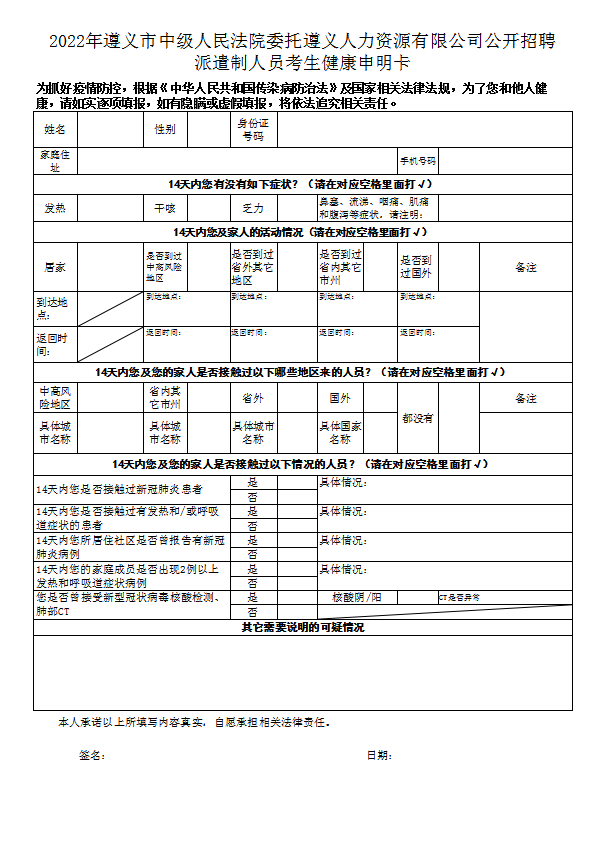 2022年遵义市中级人民法院委托遵义人力资源有限公司公开招聘
派遣制人员考生健康申明卡
为抓好疫情防控，根据《中华人民共和国传染病防治法》及国家相关法律法规，为了您和他人健
康，请如实逐项填报，如有隐瞒或虚假填报，将依法追究相关责任。
姓名 性别 身份证
号码
家庭住
址 手机号码
14天内您有没有如下症状？（请在对应空格里面打√）
发热 干咳 乏力 鼻塞、流涕、咽痛、肌痛
和腹泻等症状，请注明：
14天内您及家人的活动情况（请在对应空格里面打√）
居家 是否到过
中高风险
地区
是否到过
省外其它
地区
是否到过
省内其它
市州
是否到
过国外
备注
到达地
点：
到达地点： 到达地点： 到达地点： 到达地点：
返回时
间：
返回时间： 返回时间： 返回时间： 返回时间：
14天内您及您的家人是否接触过以下哪些地区来的人员？（请在对应空格里面打√）
中高风
险地区
省内其
它市州
省外 国外 都没有 备注
具体城
市名称
具体城
市名称
具体城市
名称
具体国家
名称
14天内您及您的家人是否接触过以下情况的人员？（请在对应空格里面打√）
14天内您是否接触过新冠肺炎患者 是 具体情况：
否
14天内您是否接触过有发热和/或呼吸
道症状的患者
是 具体情况：
否
14天内您所居住社区是否曾报告有新冠
肺炎病例
是 具体情况：
否
14天内您的家庭成员是否出现2例以上
发热和呼吸道症状病例
是 具体情况：
否
您是否曾接受新型冠状病毒核酸检测、
肺部CT
是 核酸阴/阳 CT是否异常
否
其它需要说明的可疑情况
本人承诺以上所填写内容真实，自愿承担相关法律责任。
签名： 日期：